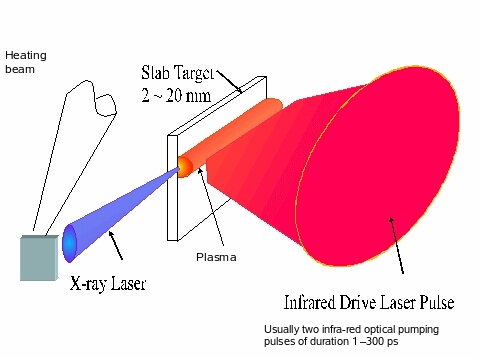 Heating
beam
Slab Target
2 ~ 20 mm
Plasma
X-ray Laser
Infrared Drive Laser Pulse
Usually two infra-red optical pumping
pulses of duration 1–300 ps